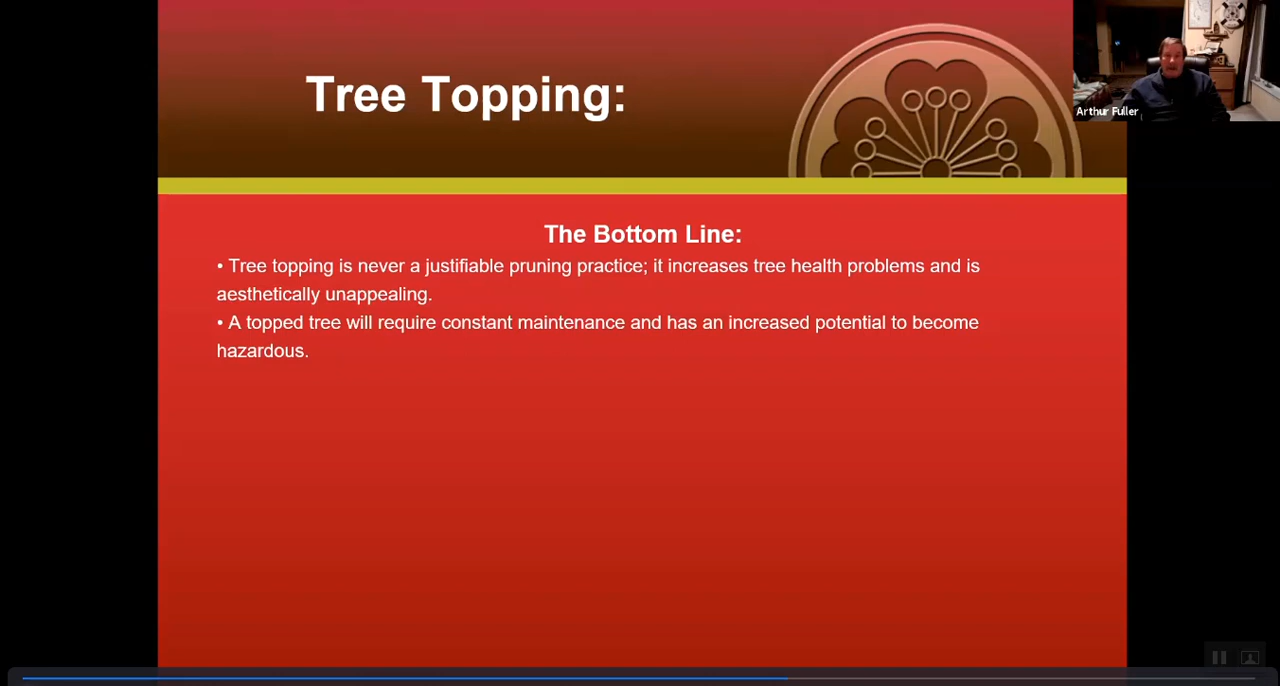 Tree Topping:
Arthur Fuller
The Bottom Line:
• Tree topping is never a justifiable pruning practice; it increases tree health problems and is
aesthetically unappealing.
• A topped tree will require constant maintenance and has an increased potential to become
hazardous.